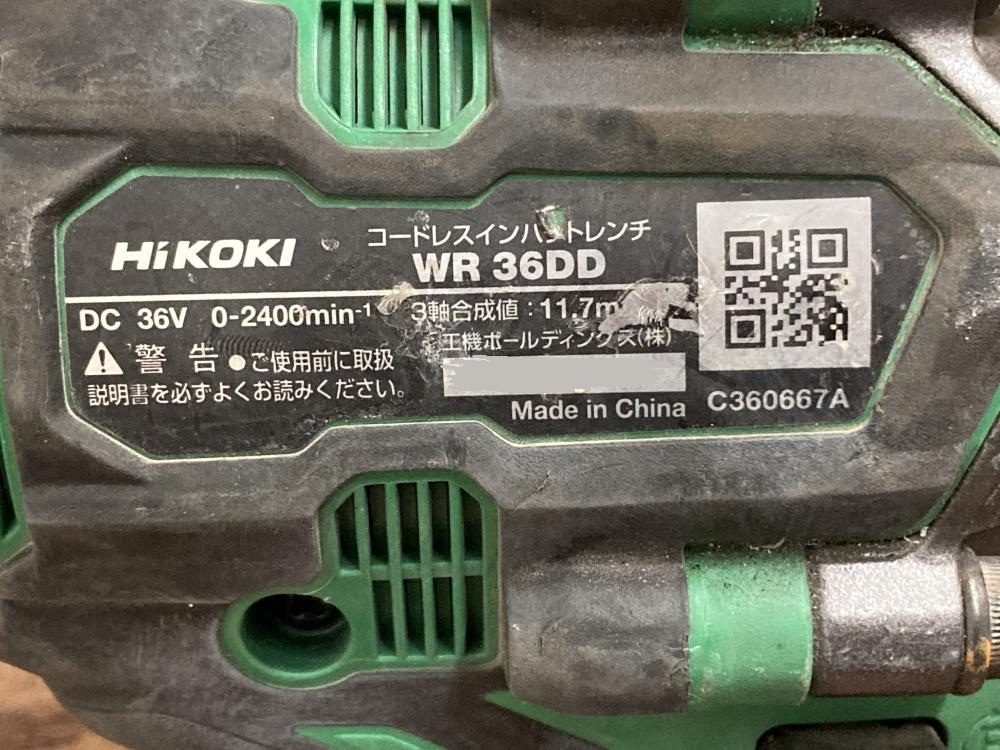 HiKOKI
コードレスインパクトレンチ
WR 36DD
DC 36V 0-2400min-1 3軸合成値：11.7m
⚠ 警 告 ●ご使用前に取扱
説明書を必ずよくお読みください。
工機ホールディングス(株)
Made in China
C360667A